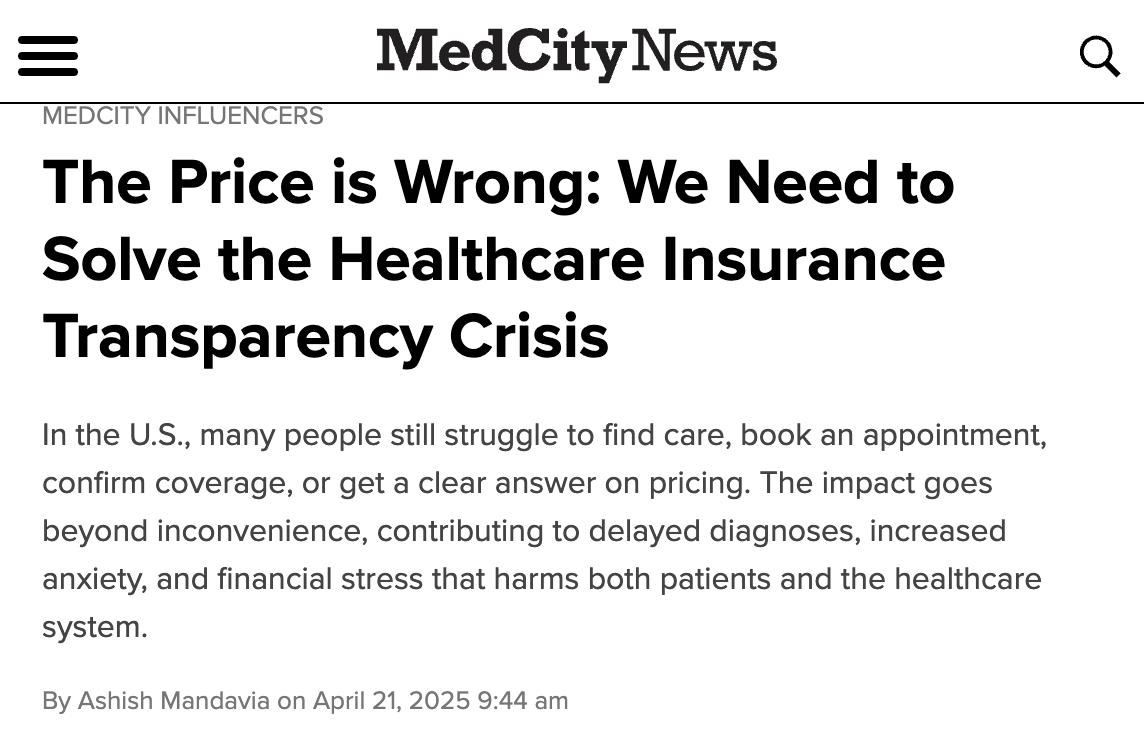 MedCityNews
MEDCITY INFLUENCERS
The Price is Wrong: We Need to
Solve the Healthcare Insurance
Transparency Crisis
In the U.S., many people still struggle to find care, book an appointment,
confirm coverage, or get a clear answer on pricing. The impact goes
beyond inconvenience, contributing to delayed diagnoses, increased
anxiety, and financial stress that harms both patients and the healthcare
system.
By Ashish Mandavia on April 21, 2025 9:44 am